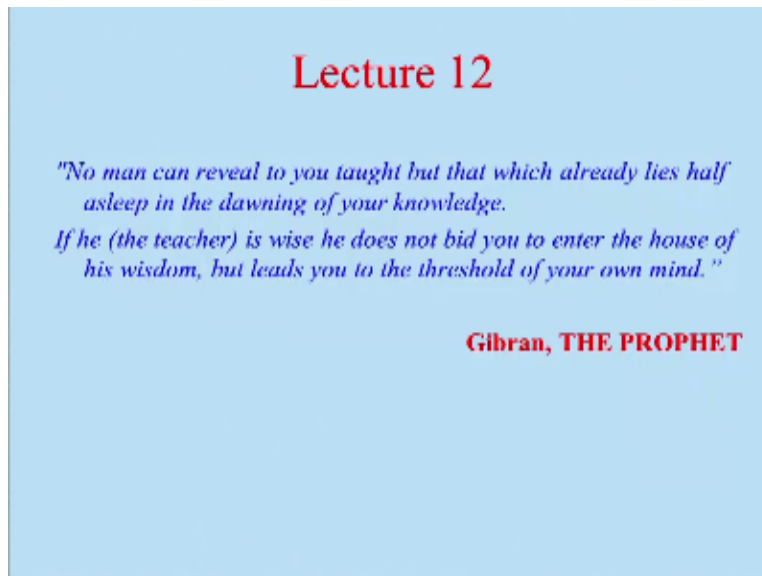 Lecture 12
"No man can reveal to you taught but that which already lies half
asleep in the dawning of your knowledge.
If he (the teacher) is wise he does not bid you to enter the house of
his wisdom, but leads you to the threshold of your own mind."
Gibran, THE PROPHET